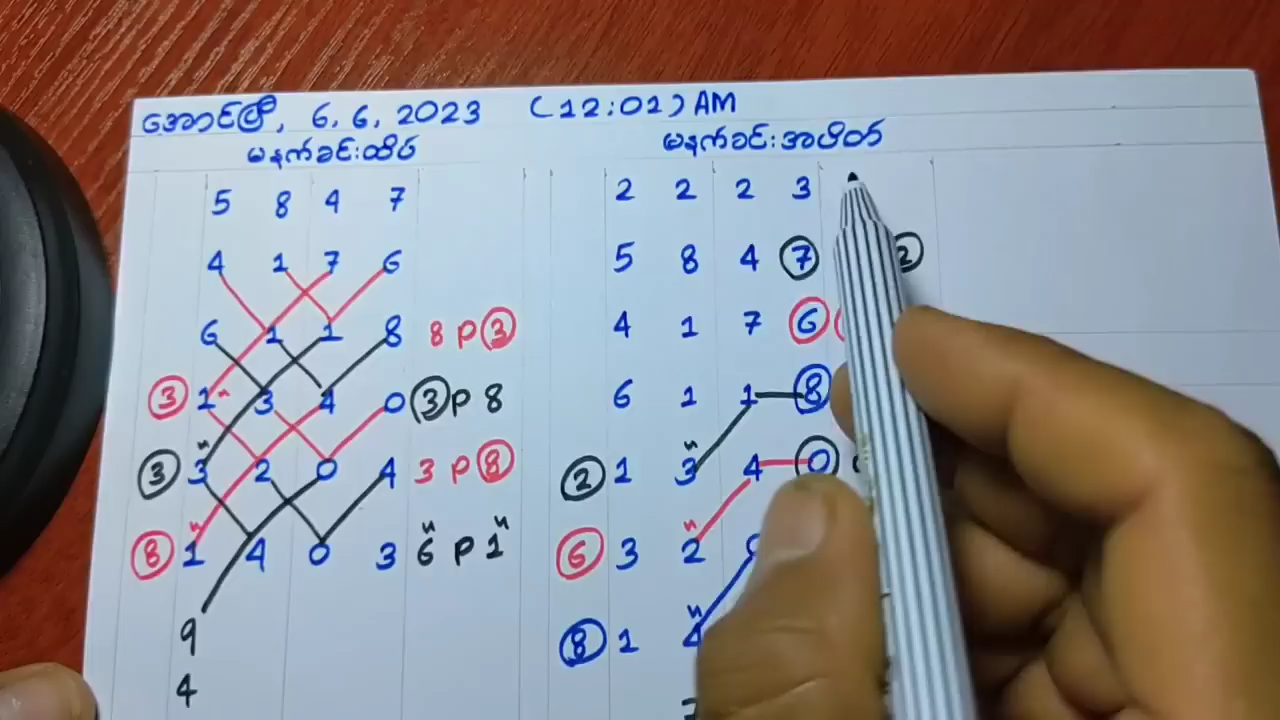 အောင်ပြီ, 6, 6, 2023 (12:01) AM
မနက်ခင်းထိပ်
5 8 4 7
4 1 7 6
6 1 1 8 8 P 3
3 1 " 3 4 0 3 P 8
3 3 " 2 0 4 3 P 8
8 1 " 4 0 3 6 " P 1 "
9
4
မနက်ခင်းအပိတ်
2 2 2 3
5 8 4 7 2
4 1 7 6
6 1 1 8
2 1 3 " 4 0
6 3 2 "
8 1 4 "